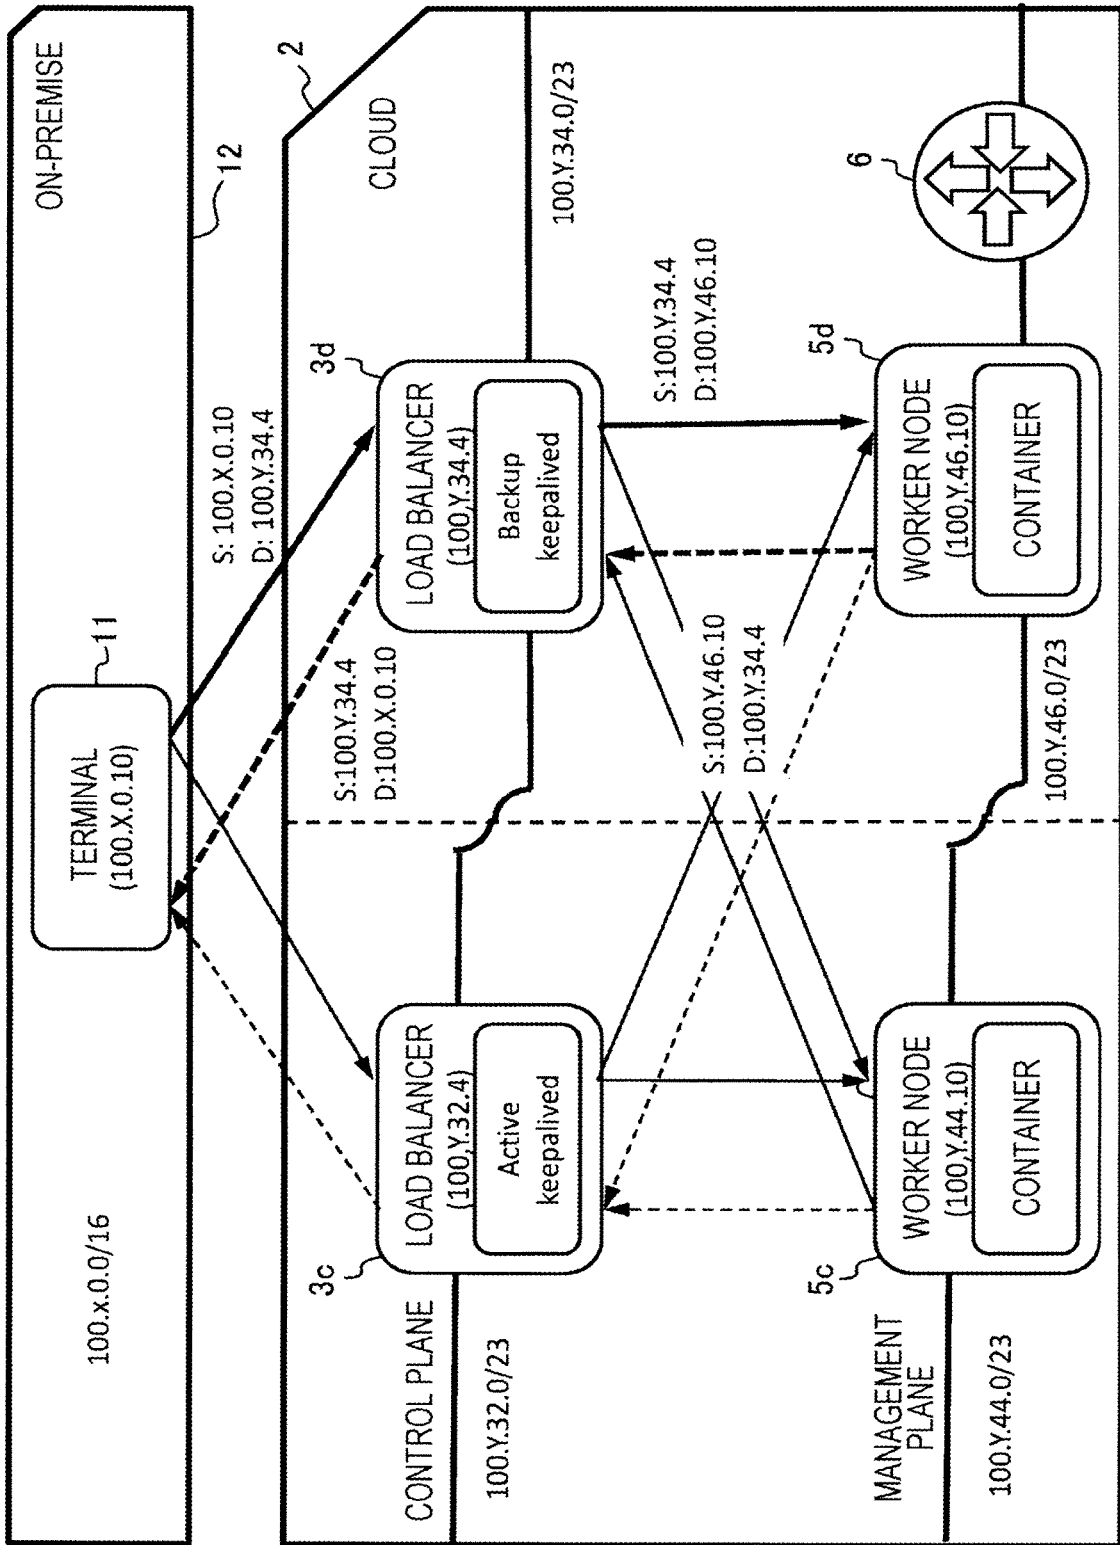 ON-PREMISE
100.x.0.0/16
TERMINAL
(100.X.0.10)
11
12
S: 100.X.0.10
D: 100.Y.34.4
2
CLOUD
CONTROL PLANE
100.Y.32.0/23
3c
LOAD BALANCER
(100,Y.32.4)
Active
keepalived
S:100.Y.34.4
D:100.X.0.10
3d
LOAD BALANCER
(100,Y.34.4)
Backup
keepalived
100.Y.34.0/23
S:100.Y.34.4
D:100.Y.46.10
S:100.Y.46.10
D:100.Y.34.4
MANAGEMENT
PLANE
100.Y.44.0/23
5c
WORKER NODE
(100,Y.44.10)
CONTAINER
5d
WORKER NODE
(100,Y.46.10)
CONTAINER
100.Y.46.0/23
6